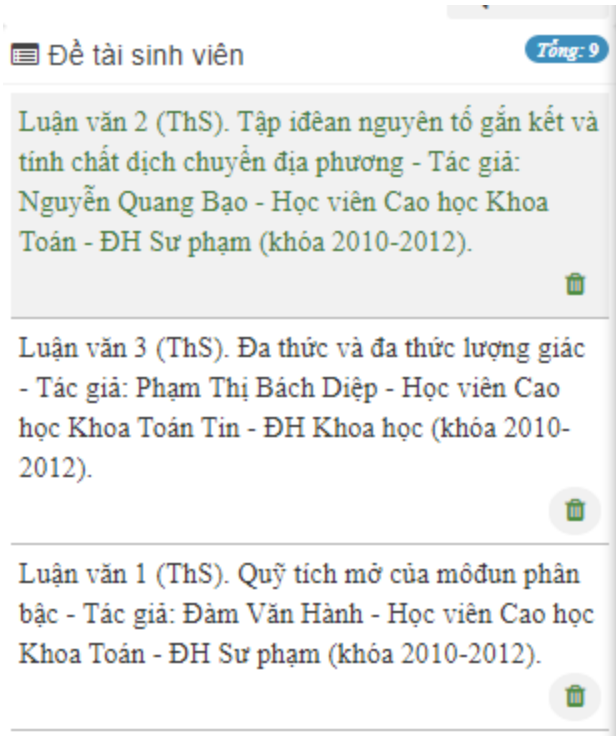 Đề tài sinh viên
Tổng: 9
Luận văn 2 (ThS). Tập iđêan nguyên tố gắn kết và
tính chất dịch chuyển địa phương - Tác giả:
Nguyễn Quang Bạo - Học viên Cao học Khoa
Toán - ĐH Sư phạm (khóa 2010-2012).
Luận văn 3 (ThS). Đa thức và đa thức lượng giác
- Tác giả: Phạm Thị Bách Diệp - Học viên Cao
học Khoa Toán Tin - ĐH Khoa học (khóa 2010-
2012).
Luận văn 1 (ThS). Quỹ tích mở của môđun phân
bậc - Tác giả: Đàm Văn Hành - Học viên Cao học
Khoa Toán - ĐH Sư phạm (khóa 2010-2012).